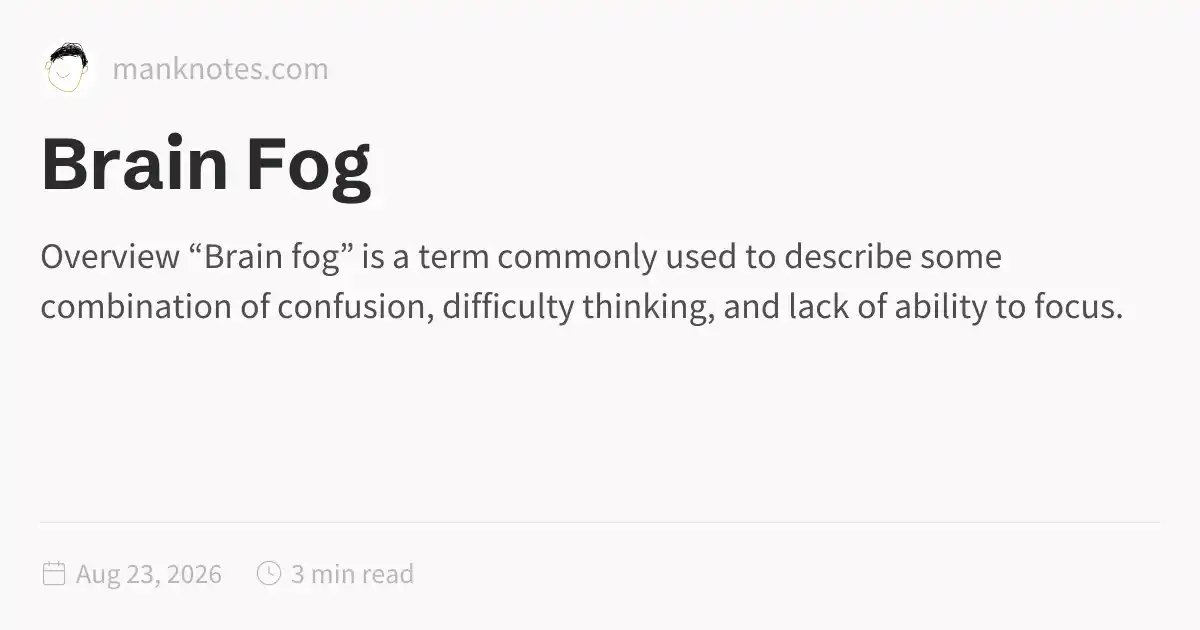 manknotes.com
Brain Fog
Overview “Brain fog” is a term commonly used to describe some
combination of confusion, difficulty thinking, and lack of ability to focus.
Aug 23, 2026 3 min read